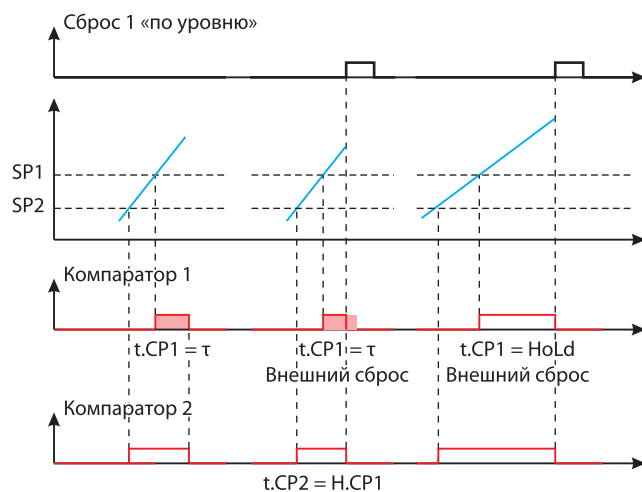 Сброс 1 «по уровню»
SP1
SP2
Компаратор 1
t.CP1 = τ
t.CP1 = τ
Внешний сброс
t.CP1 = HoLd
Внешний сброс
Компаратор 2
t.CP2 = H.CP1